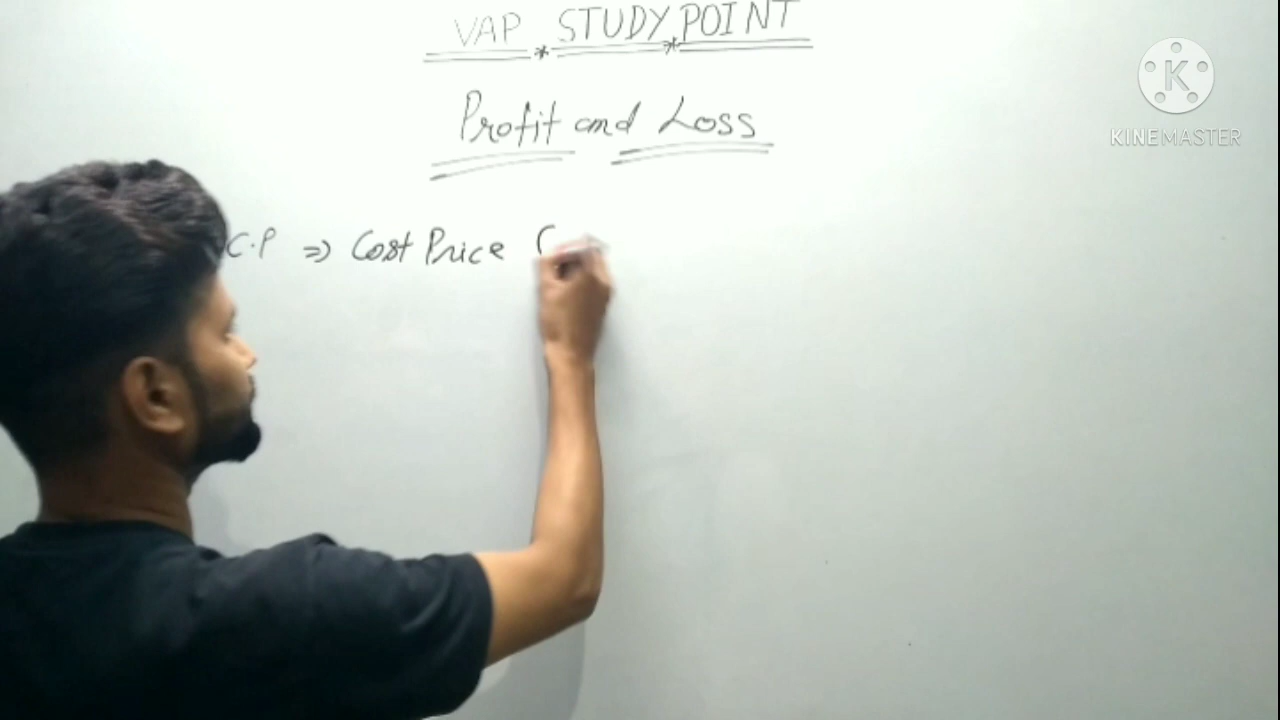 VAP * STUDY * POINT
Profit and Loss
C.P ⇒ Cost Price (
K
KINEMASTER